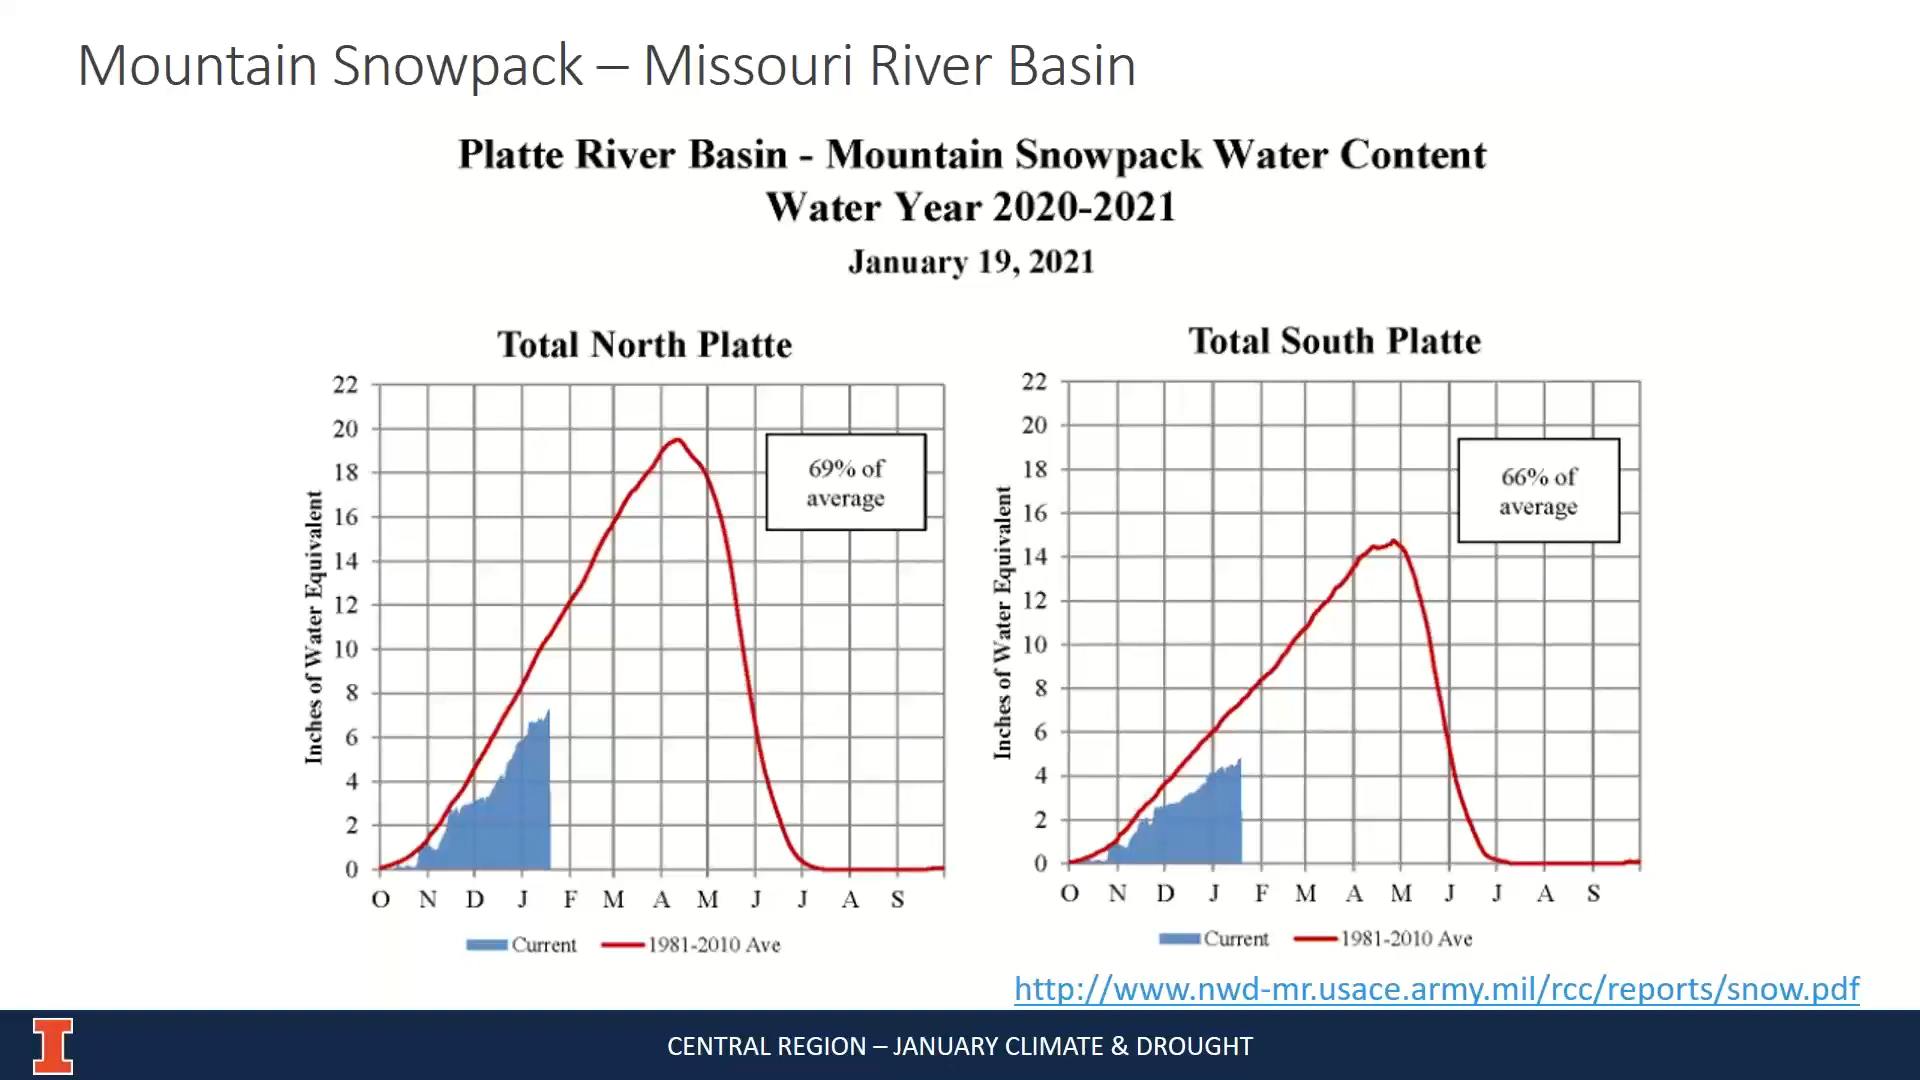 Mountain Snowpack – Missouri River Basin
Platte River Basin - Mountain Snowpack Water Content
Water Year 2020-2021
January 19, 2021
Total North Platte
22
20
18
16
14
12
10
8
6
4
2
0
Inches of Water Equivalent
69% of
average
O N D J F M A M J J A S
Current 1981-2010 Ave
Total South Platte
22
20
18
16
14
12
10
8
6
4
2
0
Inches of Water Equivalent
66% of
average
O N D J F M A M J J A S
Current 1981-2010 Ave
http://www.nwd-mr.usace.army.mil/rcc/reports/snow.pdf
I
CENTRAL REGION – JANUARY CLIMATE & DROUGHT